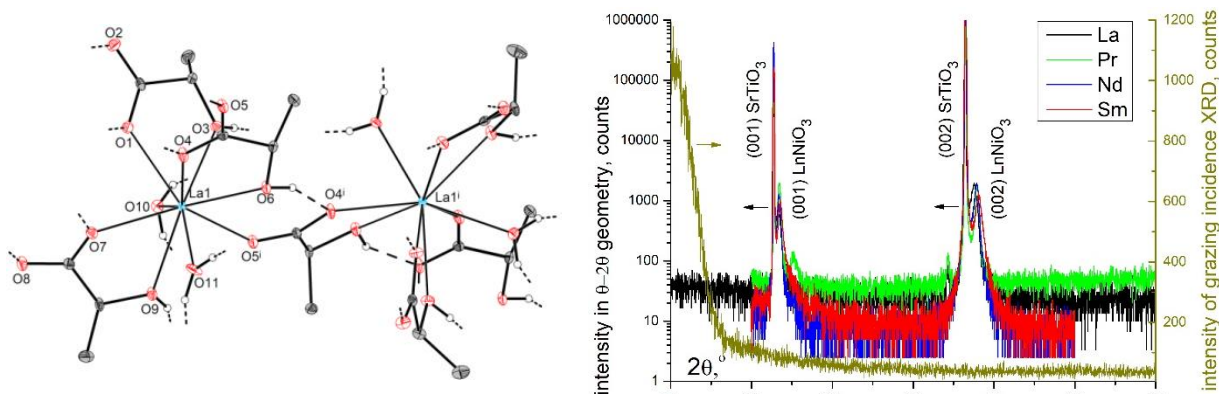 O2
O5
O3
O4
O1
La1
O6
O4ⁱ
La1ⁱ
O10
O7
O5ⁱ
O8
O11
O9
intensity in θ–2θ geometry, counts
1000000
100000
10000
1000
100
10
1
(001) SrTiO₃
(001) LnNiO₃
(002) SrTiO₃
(002) LnNiO₃
La
Pr
Nd
Sm
2θ,°
1200
1000
800
600
400
200
intensity of grazing incidence XRD, counts